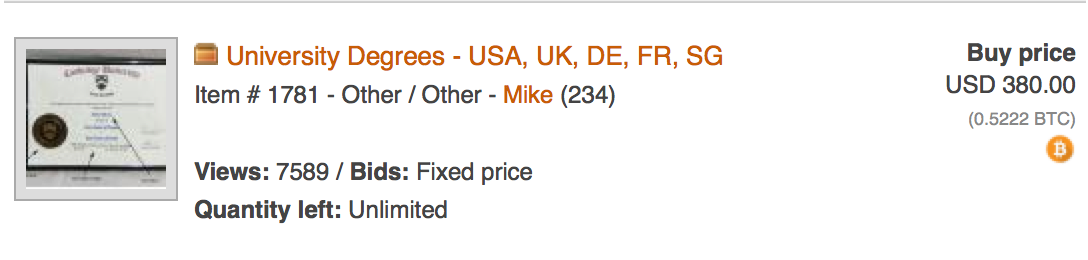 University Degrees - USA, UK, DE, FR, SG
Item # 1781 - Other / Other - Mike (234)
Views: 7589 / Bids: Fixed price
Quantity left: Unlimited
Buy price
USD 380.00
(0.5222 BTC)